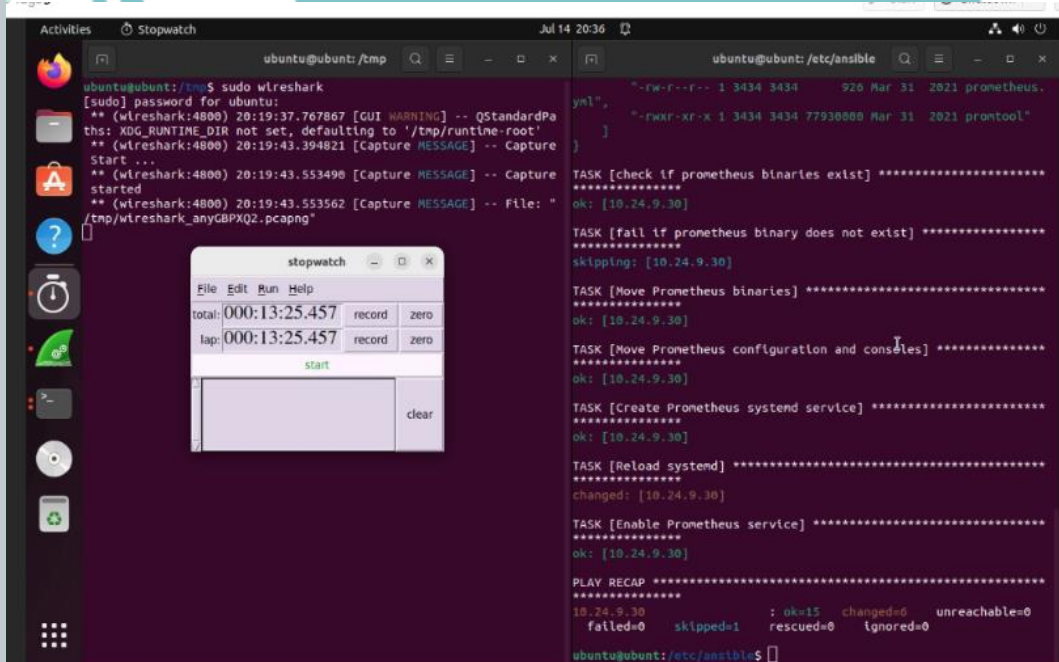 Activities
Stopwatch
Jul 14 20:36
ubuntu@ubunt: /tmp
ubuntu@ubunt:/tmp$ sudo wireshark
[sudo] password for ubuntu:
** (wireshark:4800) 20:19:37.767867 [GUI WARNING] -- QStandardPa
ths: XDG_RUNTIME_DIR not set, defaulting to '/tmp/runtime-root'
** (wireshark:4800) 20:19:43.394821 [Capture MESSAGE] -- Capture
Start ...
** (wireshark:4800) 20:19:43.553490 [Capture MESSAGE] -- Capture
started
** (wireshark:4800) 20:19:43.553562 [Capture MESSAGE] -- File: "
/tmp/wireshark_anyGBPXQ2.pcapng"
stopwatch
File Edit Run Help
total: 000:13:25.457 record zero
lap: 000:13:25.457 record zero
start
clear
ubuntu@ubunt: /etc/ansible
"-rw-r--r-- 1 3434 3434 926 Mar 31 2021 prometheus.
yml",
"-rwxr-xr-x 1 3434 3434 77930080 Mar 31 2021 promtool"
]
}
TASK [check if prometheus binaries exist] ***********************
***************
ok: [10.24.9.30]
TASK [fail if prometheus binary does not exist] *****************
***************
skipping: [10.24.9.30]
TASK [Move Prometheus binaries] *********************************
***************
ok: [10.24.9.30]
TASK [Move Prometheus configuration and consoles] ***************
***************
ok: [10.24.9.30]
TASK [Create Prometheus systemd service] ************************
***************
ok: [10.24.9.30]
TASK [Reload systemd] *******************************************
***************
changed: [10.24.9.30]
TASK [Enable Prometheus service] ********************************
***************
ok: [10.24.9.30]
PLAY RECAP ******************************************************
***************
10.24.9.30 : ok=15 changed=6 unreachable=0
failed=0 skipped=1 rescued=0 ignored=0
ubuntu@ubunt:/etc/ansible$